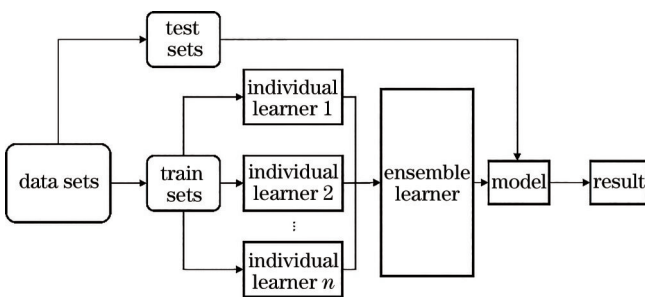 test
sets
individual
learner 1
data sets
train
sets
individual
learner 2
⋮
individual
learner n
ensemble
learner
model
result